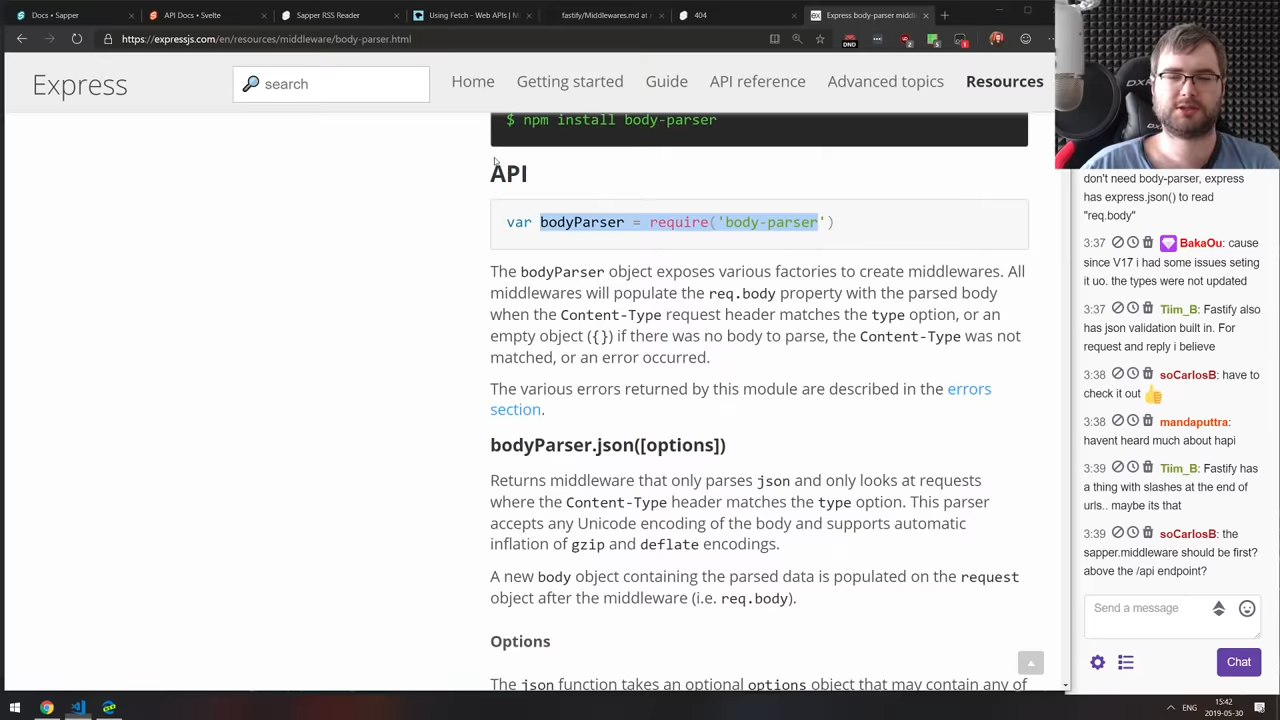 Docs • Sapper
API Docs • Svelte
Sapper RSS Reader
Using Fetch - Web APIs | M
fastify/Middlewares.md at
404
EX Express body-parser midd
https://expressjs.com/en/resources/middleware/body-parser.html
DND
Express
search
Home
Getting started
Guide
API reference
Advanced topics
Resources
$ npm install body-parser
API
var bodyParser = require('body-parser')
The bodyParser object exposes various factories to create middlewares. All
middlewares will populate the req.body property with the parsed body
when the Content-Type request header matches the type option, or an
empty object ({}) if there was no body to parse, the Content-Type was not
matched, or an error occurred.
The various errors returned by this module are described in the errors
section.
bodyParser.json([options])
Returns middleware that only parses json and only looks at requests
where the Content-Type header matches the type option. This parser
accepts any Unicode encoding of the body and supports automatic
inflation of gzip and deflate encodings.
A new body object containing the parsed data is populated on the request
object after the middleware (i.e. req.body).
Options
The json function takes an optional options object that may contain any of
don't need body-parser, express
has express.json() to read
"req.body"
3:37 BakaOu: cause
since V17 i had some issues seting
it uo. the types were not updated
3:37 Tiim_B: Fastify also
has json validation built in. For
request and reply i believe
3:38 soCarlosB: have to
check it out
3:38 mandaputtra:
havent heard much about hapi
3:39 Tiim_B: Fastify has
a thing with slashes at the end of
urls.. maybe its that
3:39 soCarlosB: the
sapper.middleware should be first?
above the /api endpoint?
Send a message
Chat
ENG
15:42
2019-05-30